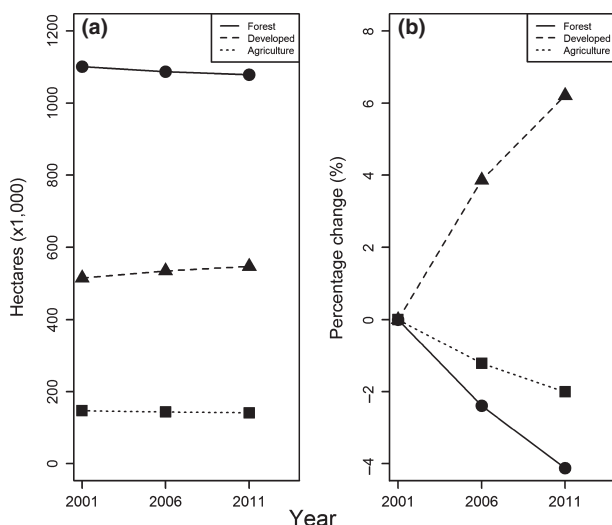 (a)
Forest
Developed
Agriculture
Hectares (x1,000)
1200
1000
800
600
400
200
0
2001
2006
2011
(b)
Forest
Developed
Agriculture
Percentage change (%)
8
6
4
2
0
−2
−4
2001
2006
2011
Year